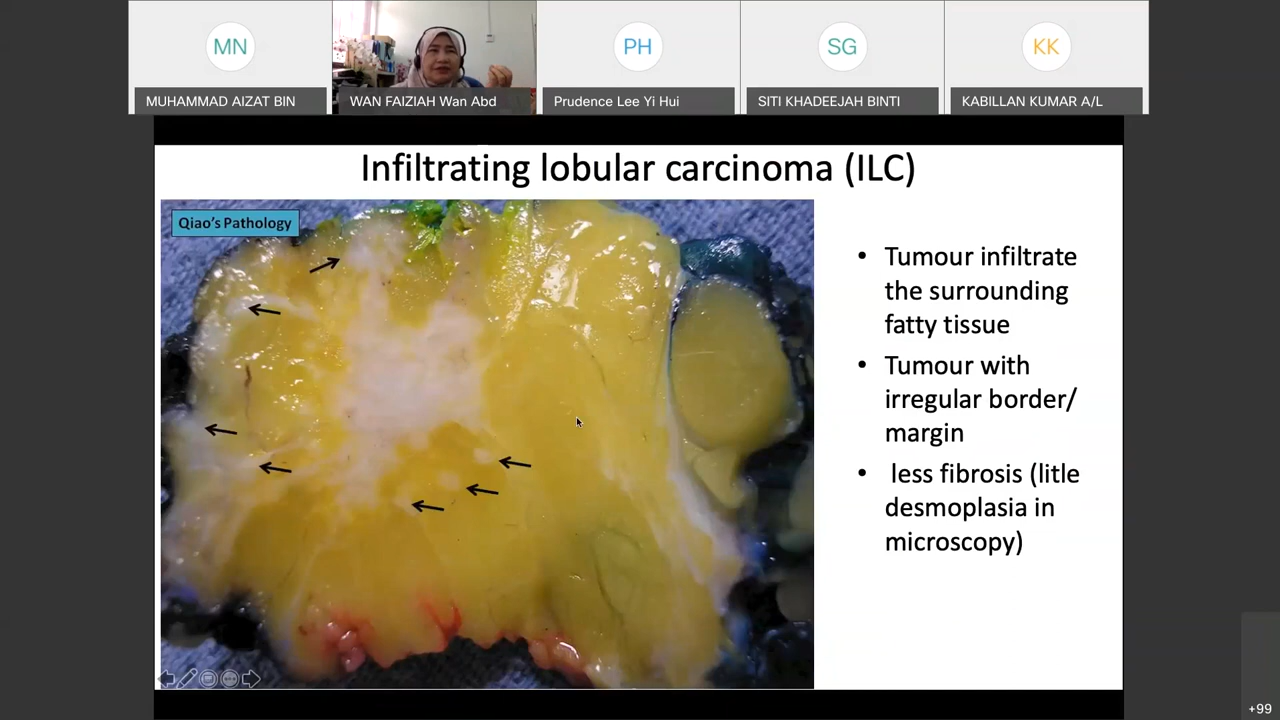 MN
PH
SG
KK
MUHAMMAD AIZAT BIN
WAN FAIZIAH Wan Abd
Prudence Lee Yi Hui
SITI KHADEEJAH BINTI
KABILLAN KUMAR A/L
Infiltrating lobular carcinoma (ILC)
Qiao's Pathology
• Tumour infiltrate
the surrounding
fatty tissue
• Tumour with
irregular border/
margin
• less fibrosis (litle
desmoplasia in
microscopy)
+99